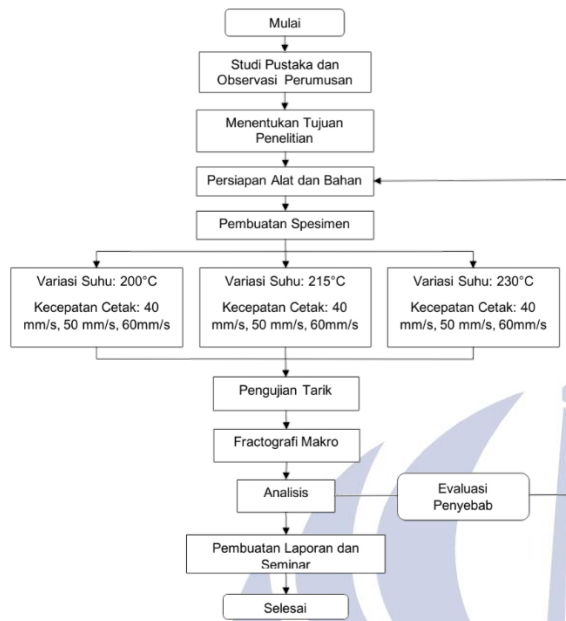 Mulai
Studi Pustaka dan
Observasi Perumusan
Menentukan Tujuan
Penelitian
Persiapan Alat dan Bahan
Pembuatan Spesimen
Variasi Suhu: 200°C
Kecepatan Cetak: 40
mm/s, 50 mm/s, 60mm/s
Variasi Suhu: 215°C
Kecepatan Cetak: 40
mm/s, 50 mm/s, 60mm/s
Variasi Suhu: 230°C
Kecepatan Cetak: 40
mm/s, 50 mm/s, 60mm/s
Pengujian Tarik
Fractografi Makro
Analisis
Evaluasi
Penyebab
Pembuatan Laporan dan
Seminar
Selesai